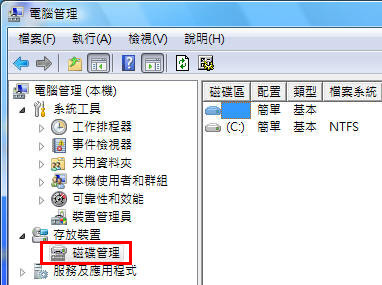 電腦管理
檔案(F) 執行(A) 檢視(V) 說明(H)
電腦管理 (本機)
系統工具
工作排程器
事件檢視器
共用資料夾
本機使用者和群組
可靠性和效能
裝置管理員
存放裝置
磁碟管理
服務及應用程式
磁碟區 配置 類型 檔案系統
簡單 基本
(C:) 簡單 基本 NTFS